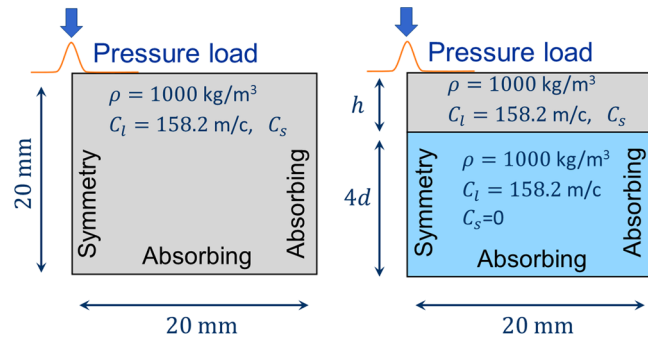 Pressure load
ρ = 1000 kg/m³
C_l = 158.2 m/c, C_s
20 mm
Symmetry
Absorbing
Absorbing
20 mm
Pressure load
ρ = 1000 kg/m³
C_l = 158.2 m/c, C_s
h
ρ = 1000 kg/m³
C_l = 158.2 m/c
C_s=0
4d
Symmetry
Absorbing
Absorbing
20 mm